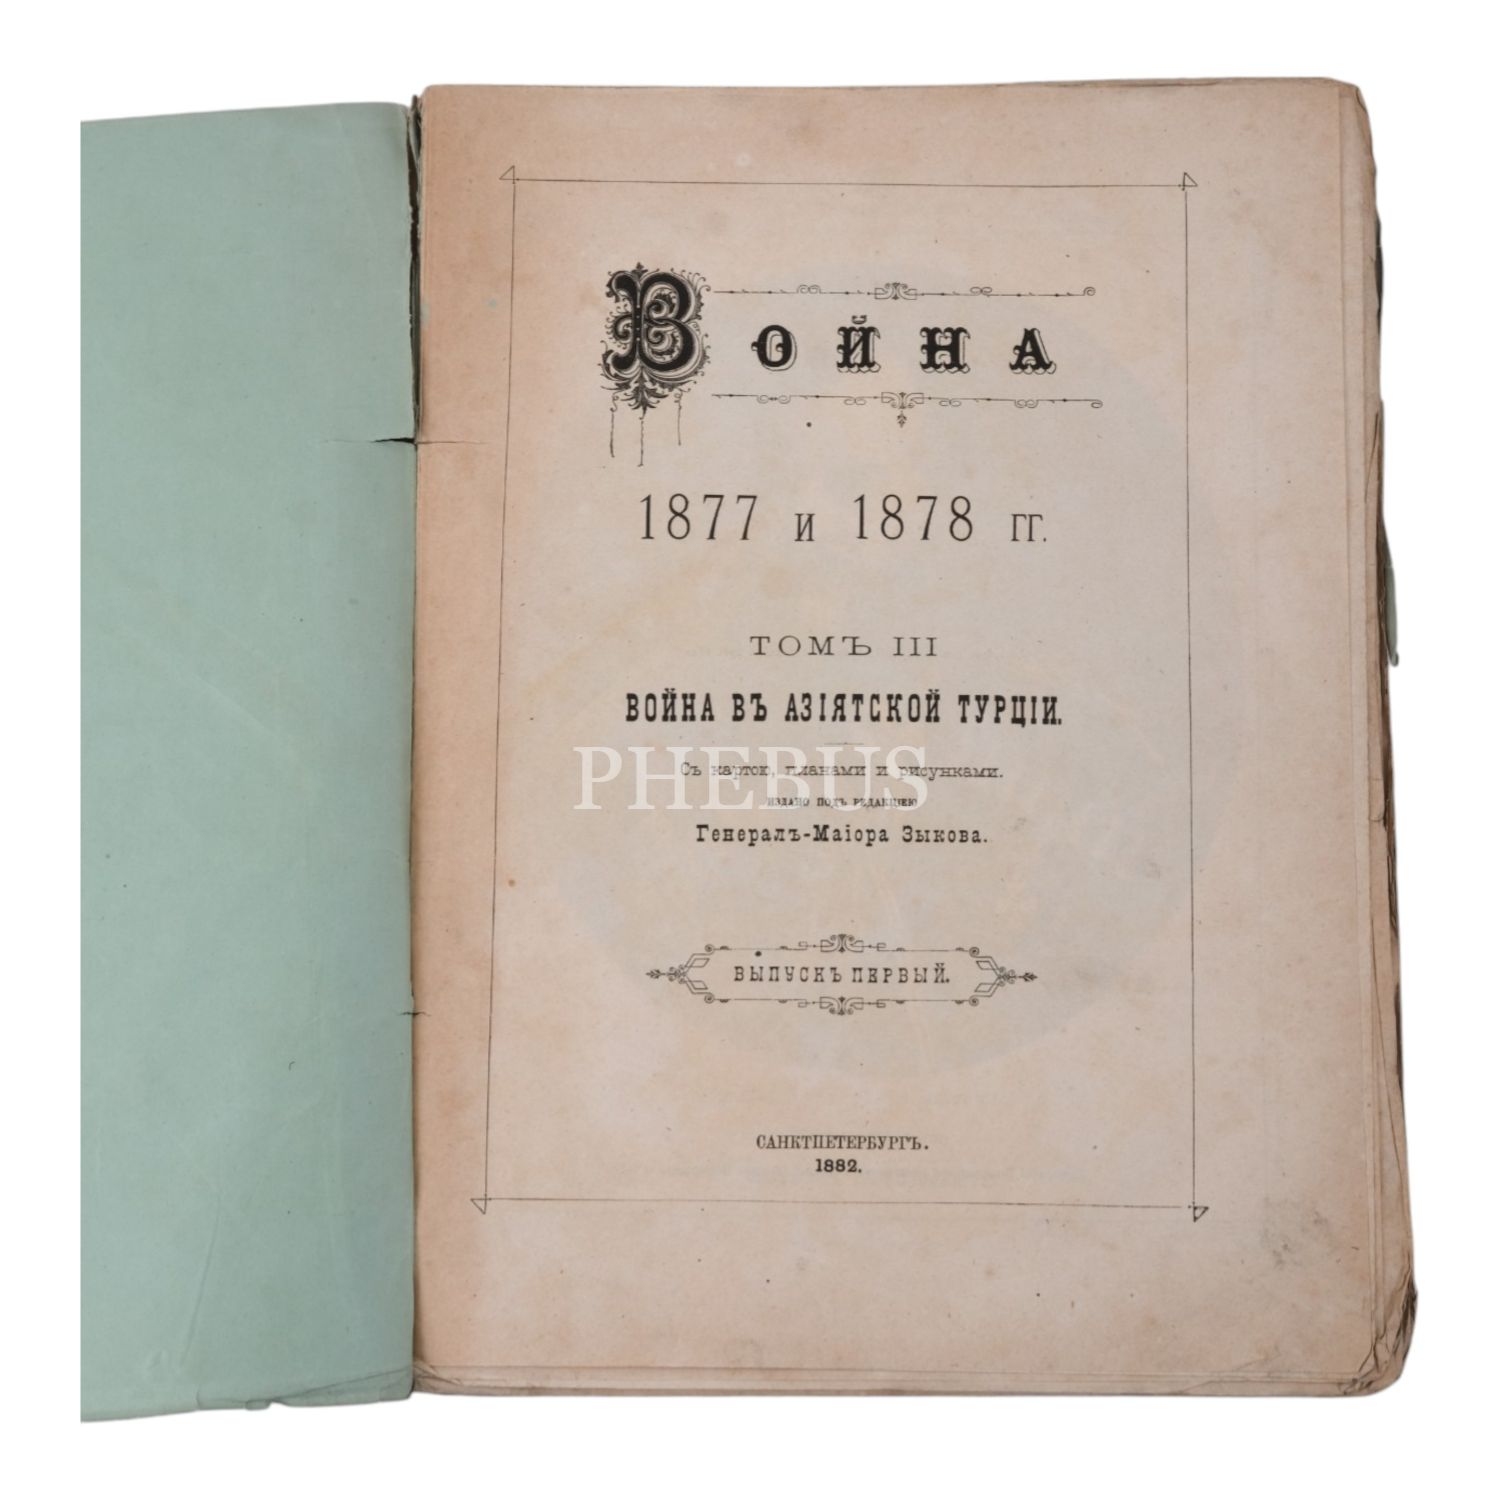 Война
1877 и 1878 гг.
ТОМЪ III
ВОЙНА ВЪ АЗІЯТСКОЙ ТУРЦІИ.
Съ картою, планами и рисунками.
PHEBUS
ИЗДАНО ПОДЪ РЕДАКЦІЕЮ
Генералъ-Маіора Зыкова.
ВЫПУСКЪ ПЕРВЫЙ.
САНКТПЕТЕРБУРГЪ.
1882.